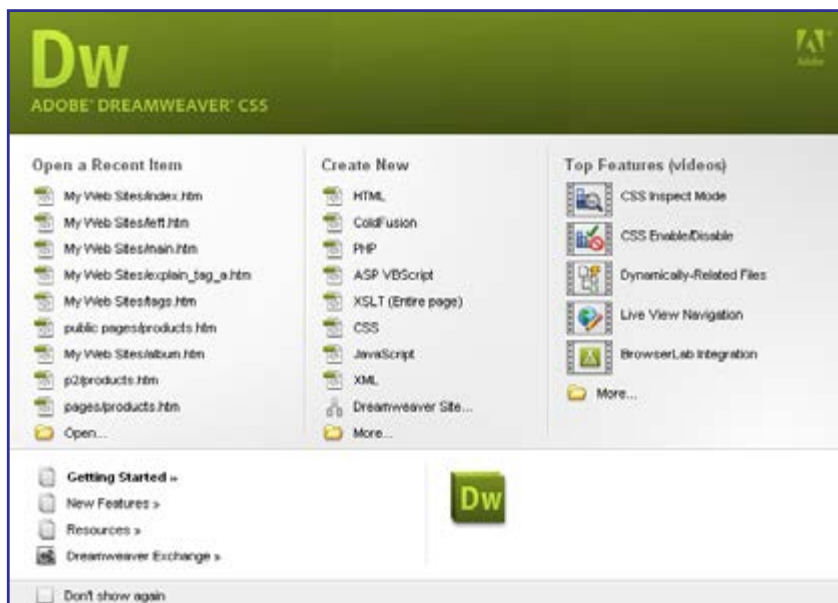 Dw
ADOBE® DREAMWEAVER® CS5
Adobe
Open a Recent Item
My Web Sites/index.htm
My Web Sites/left.htm
My Web Sites/main.htm
My Web Sites/explain_tag_a.htm
My Web Sites/tags.htm
public pages/products.htm
My Web Sites/album.htm
p2/products.htm
pages/products.htm
Open...
Create New
HTML
ColdFusion
PHP
ASP VBScript
XSLT (Entire page)
CSS
JavaScript
XML
Dreamweaver Site...
More...
Top Features (videos)
CSS Inspect Mode
CSS Enable/Disable
Dynamically-Related Files
Live View Navigation
BrowserLab Integration
More...
Getting Started »
New Features »
Resources »
Dreamweaver Exchange »
Dw
Don't show again